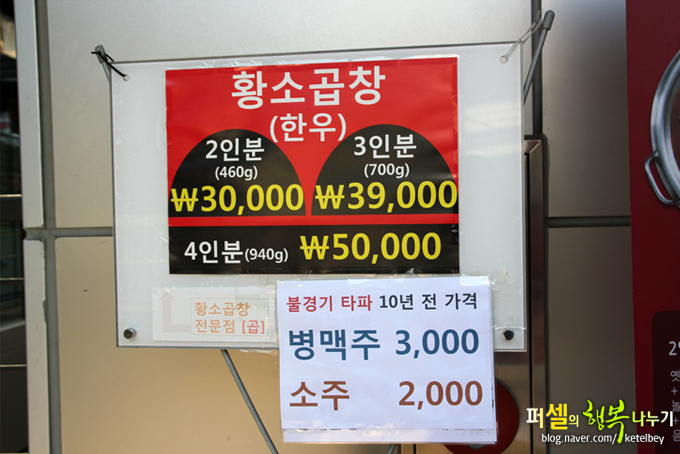 황소곱창
(한우)
2인분 3인분
(460g) (700g)
₩30,000 ₩39,000
4인분(940g) ₩50,000
불경기 타파 10년 전 가격
병맥주 3,000
소주 2,000
황소곱창
전문점 [곱]
퍼셀의 행복나누기
blog.naver.com/ketelbey